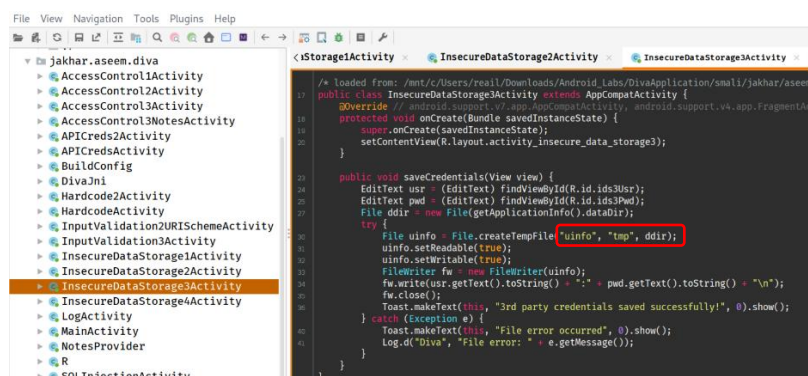 File View Navigation Tools Plugins Help
jakhar.aseem.diva
AccessControl1Activity
AccessControl2Activity
AccessControl3Activity
AccessControl3NotesActivity
APICreds2Activity
APICredsActivity
BuildConfig
DivaJni
Hardcode2Activity
HardcodeActivity
InputValidation2URISchemeActivity
InputValidation3Activity
InsecureDataStorage1Activity
InsecureDataStorage2Activity
InsecureDataStorage3Activity
InsecureDataStorage4Activity
LogActivity
MainActivity
NotesProvider
R
SQLInjectionActivity
Storage1Activity × InsecureDataStorage2Activity × InsecureDataStorage3Activity ×
/* loaded from: /mnt/c/Users/reail/Downloads/Android_Labs/DivaApplication/smali/jakhar/aseem
17 public class InsecureDataStorage3Activity extends AppCompatActivity {
@Override // android.support.v7.app.AppCompatActivity, android.support.v4.app.FragmentAc
18 protected void onCreate(Bundle savedInstanceState) {
19 super.onCreate(savedInstanceState);
20 setContentView(R.layout.activity_insecure_data_storage3);
}
23 public void saveCredentials(View view) {
24 EditText usr = (EditText) findViewById(R.id.ids3Usr);
25 EditText pwd = (EditText) findViewById(R.id.ids3Pwd);
27 File ddir = new File(getApplicationInfo().dataDir);
try {
30 File uinfo = File.createTempFile("uinfo", "tmp", ddir);
31 uinfo.setReadable(true);
32 uinfo.setWritable(true);
33 FileWriter fw = new FileWriter(uinfo);
34 fw.write(usr.getText().toString() + ":" + pwd.getText().toString() + "\n");
35 fw.close();
36 Toast.makeText(this, "3rd party credentials saved successfully!", 0).show();
} catch (Exception e) {
40 Toast.makeText(this, "File error occurred", 0).show();
41 Log.d("Diva", "File error: " + e.getMessage());
}
}